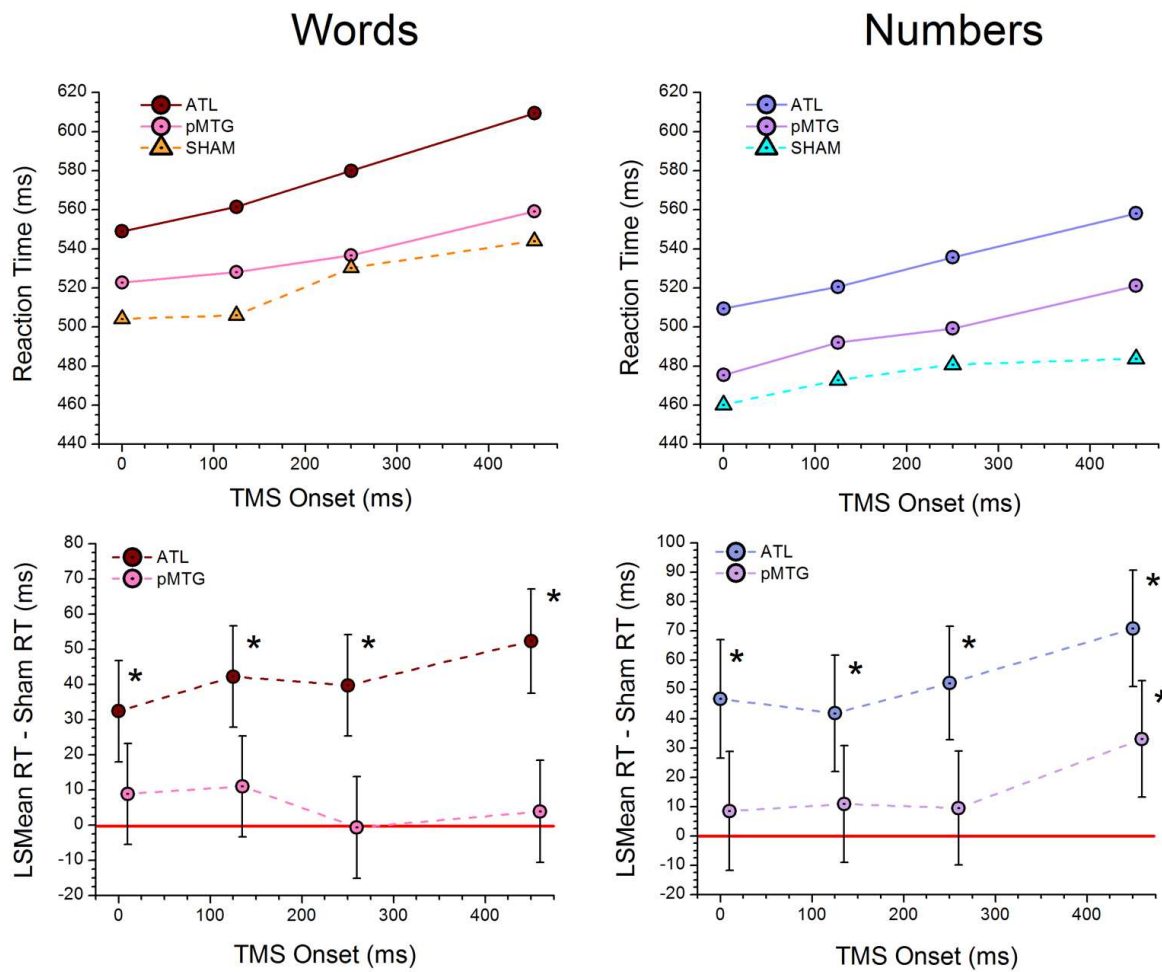 Words
Numbers
620
600
580
560
540
520
500
480
460
440
ATL
pMTG
SHAM
Reaction Time (ms)
0 100 200 300 400
TMS Onset (ms)
620
600
580
560
540
520
500
480
460
440
ATL
pMTG
SHAM
Reaction Time (ms)
0 100 200 300 400
TMS Onset (ms)
80
70
60
50
40
30
20
10
0
-10
-20
ATL
pMTG
*
*
*
*
LSMean RT - Sham RT (ms)
0 100 200 300 400
TMS Onset (ms)
100
90
80
70
60
50
40
30
20
10
0
-10
-20
ATL
pMTG
*
*
*
*
*
LSMean RT - Sham RT (ms)
0 100 200 300 400
TMS Onset (ms)